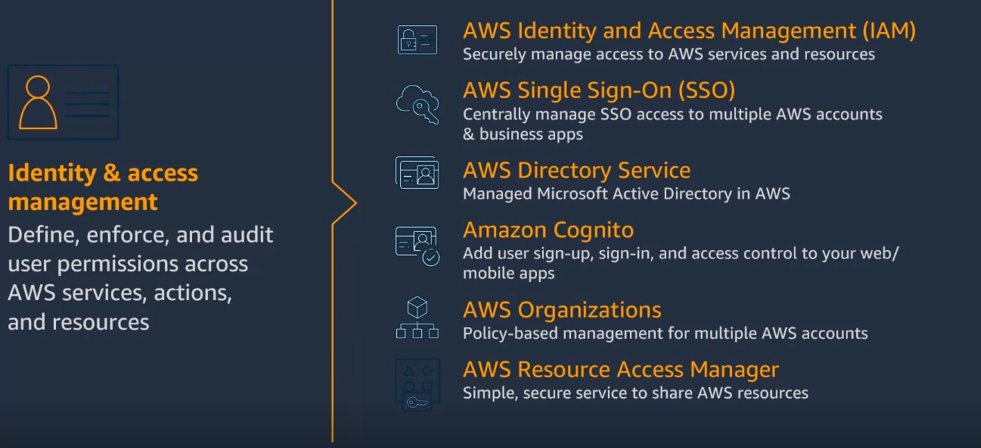 Identity & access
management
Define, enforce, and audit
user permissions across
AWS services, actions,
and resources
AWS Identity and Access Management (IAM)
Securely manage access to AWS services and resources
AWS Single Sign-On (SSO)
Centrally manage SSO access to multiple AWS accounts
& business apps
AWS Directory Service
Managed Microsoft Active Directory in AWS
Amazon Cognito
Add user sign-up, sign-in, and access control to your web/
mobile apps
AWS Organizations
Policy-based management for multiple AWS accounts
AWS Resource Access Manager
Simple, secure service to share AWS resources